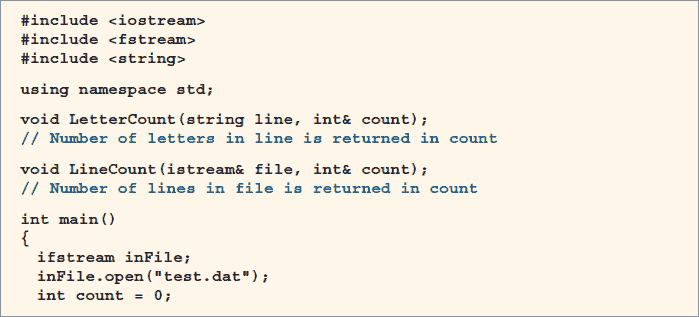 #include <iostream>
#include <fstream>
#include <string>
using namespace std;
void LetterCount(string line, int& count);
// Number of letters in line is returned in count
void LineCount(istream& file, int& count);
// Number of lines in file is returned in count
int main()
{
ifstream inFile;
inFile.open("test.dat");
int count = 0;